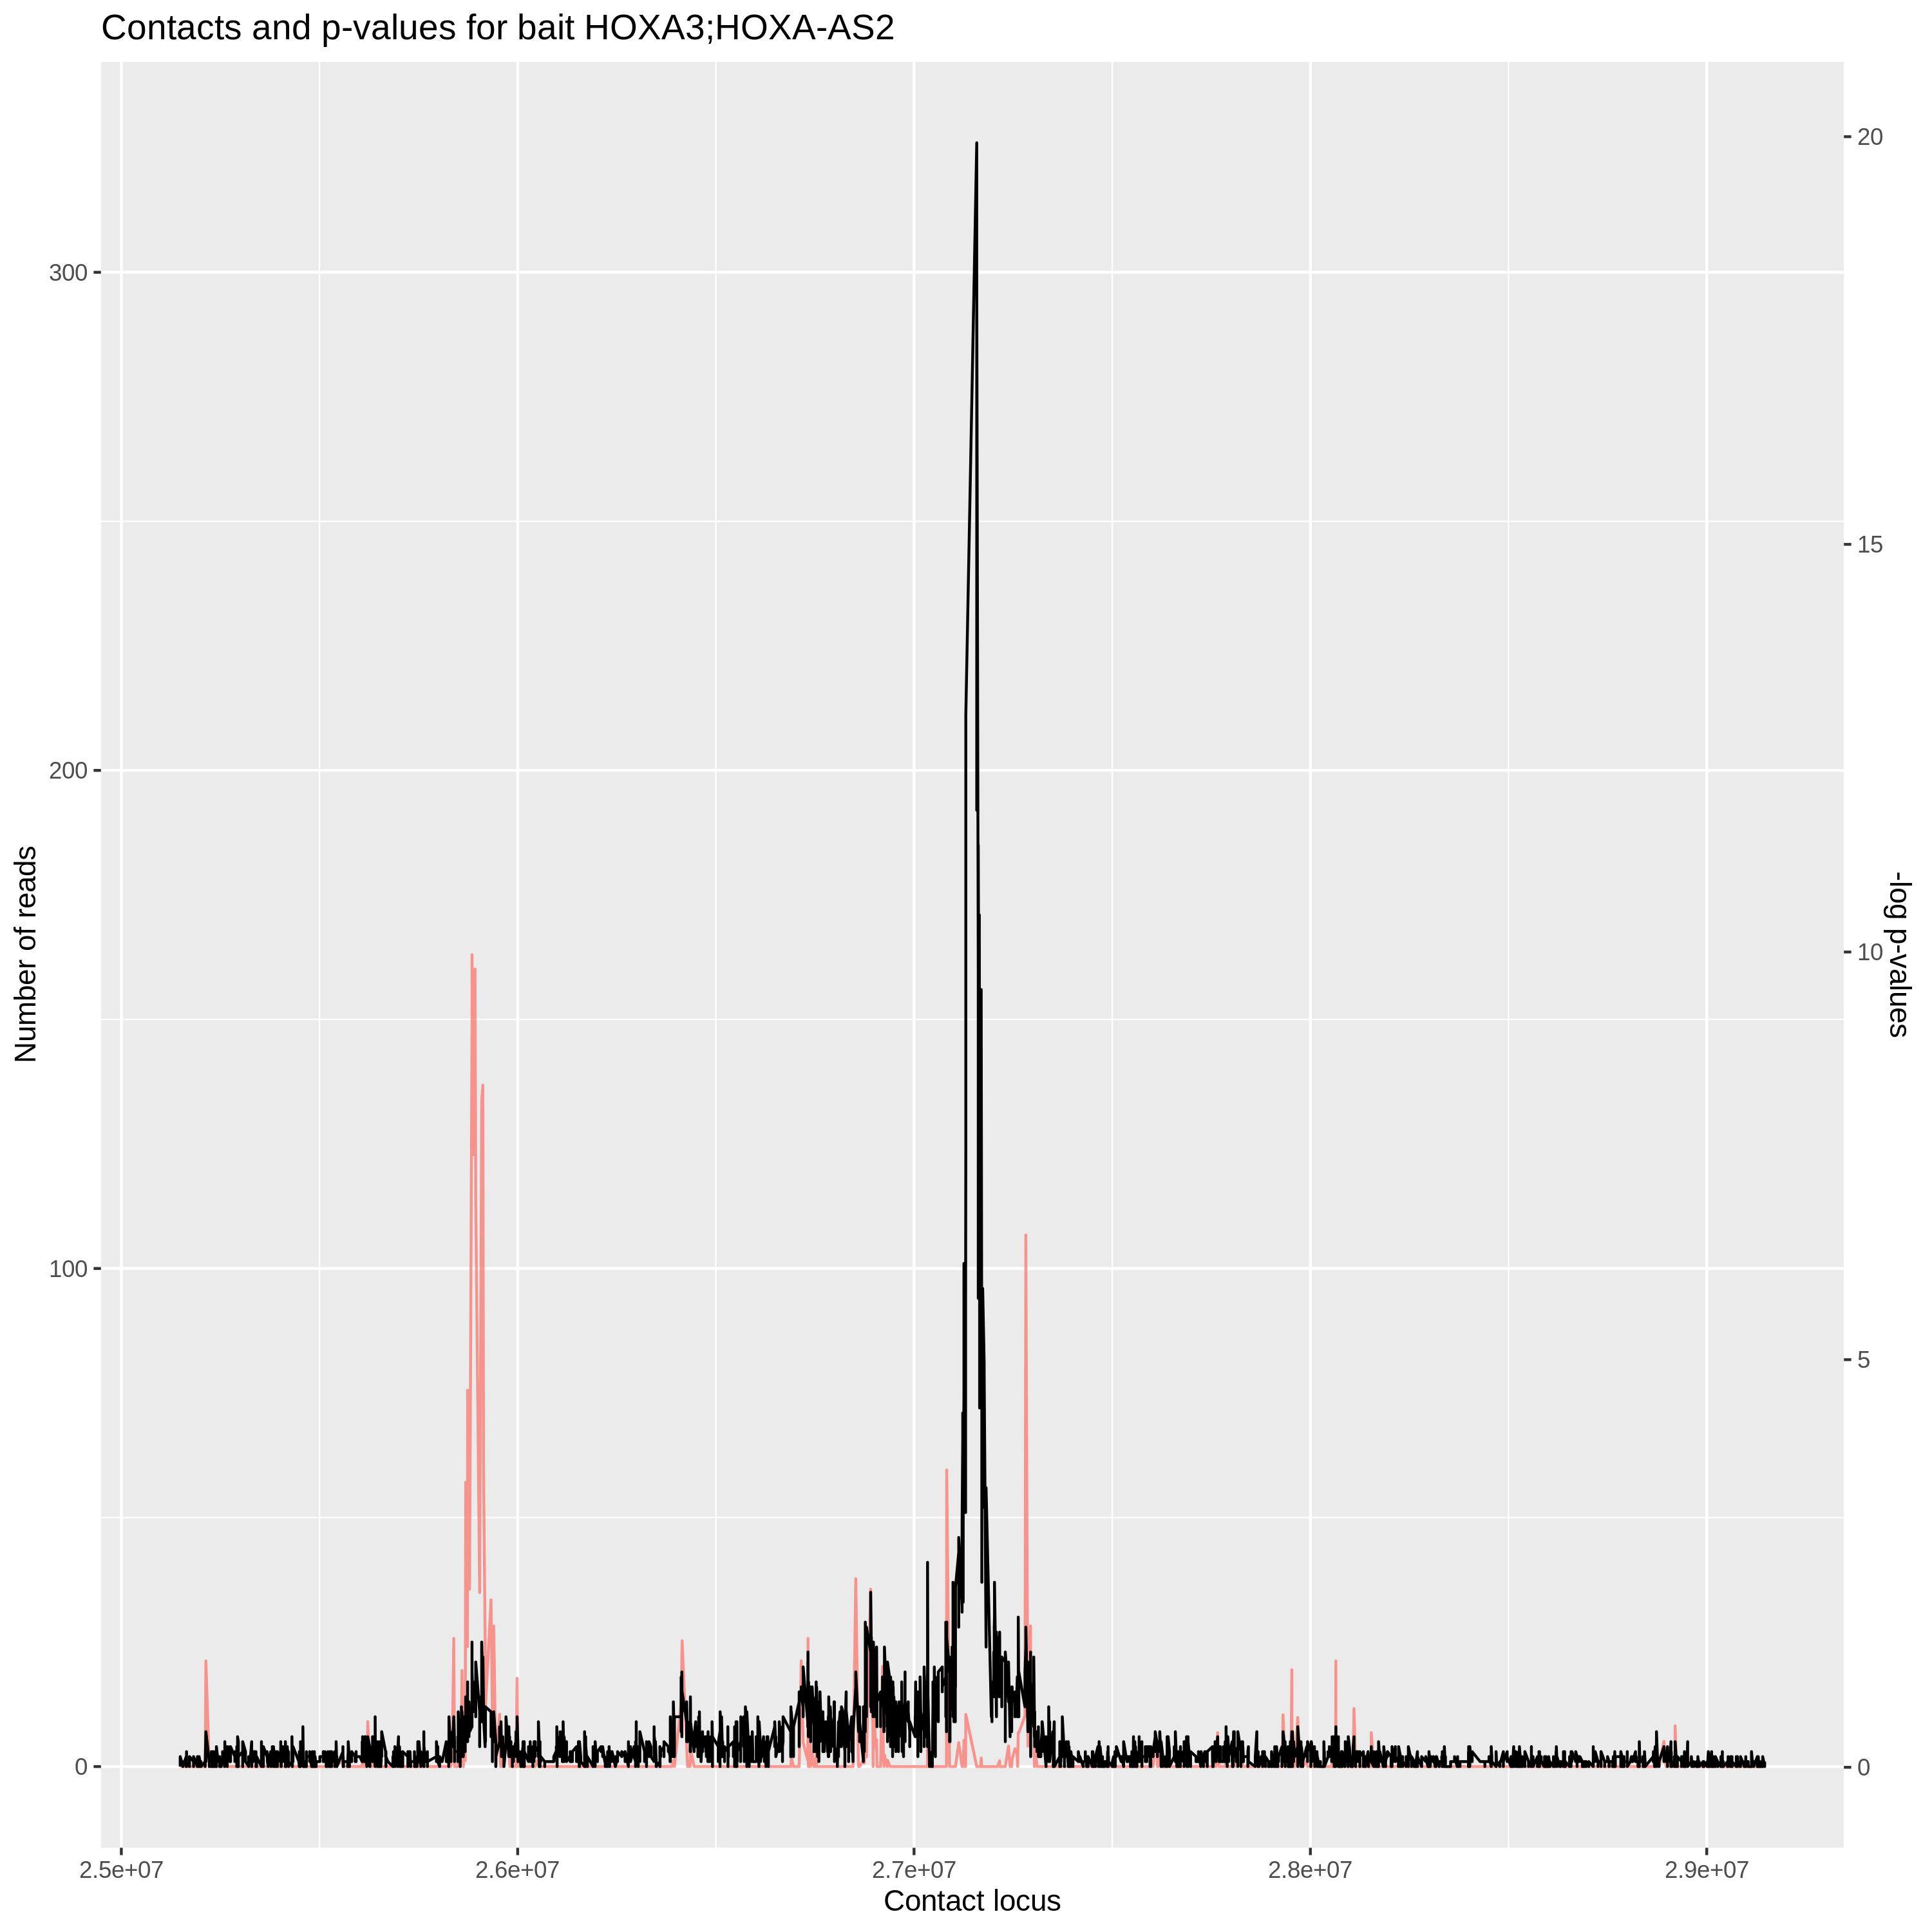 Contacts and p-values for bait HOXA3;HOXA-AS2
Number of reads
300
200
100
0
20
15
10
5
0
-log p-values
2.5e+07
2.6e+07
2.7e+07
2.8e+07
2.9e+07
Contact locus